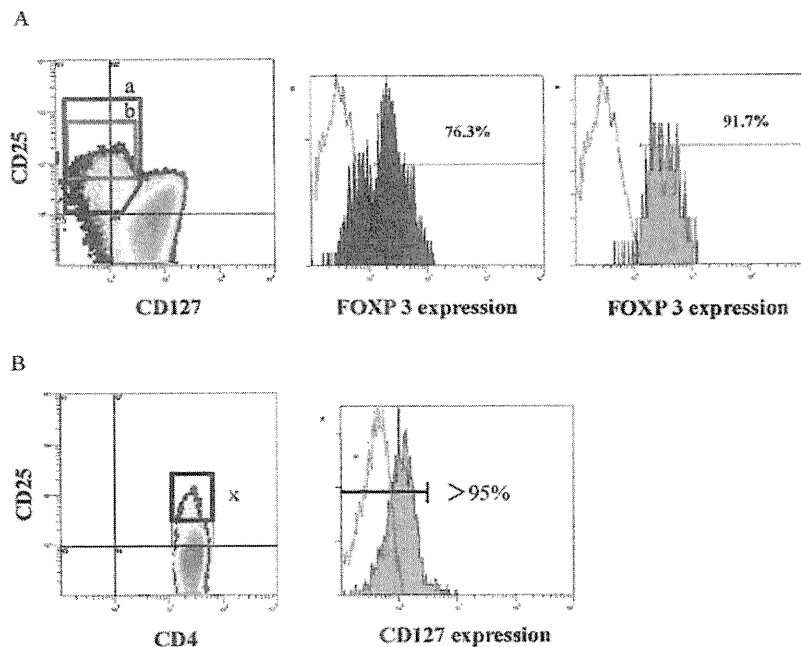 A
CD25
a
b
CD127
76.3%
FOXP 3 expression
91.7%
FOXP 3 expression
B
CD25
x
CD4
>95%
CD127 expression